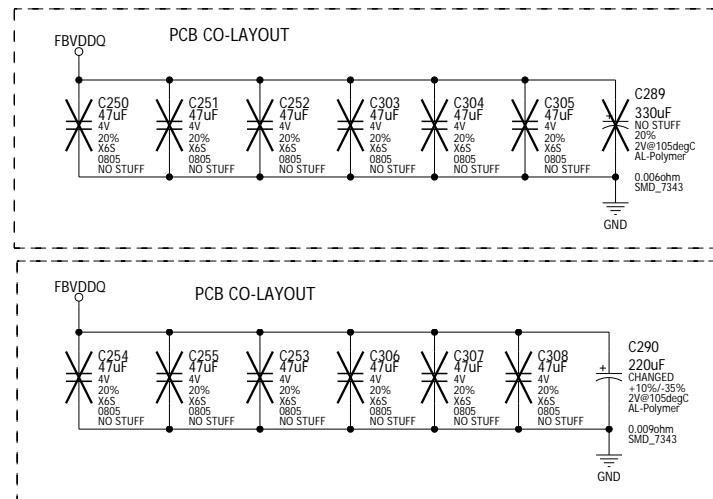 PCB CO-LAYOUT
FBVDDQ
C250
47uF
4V
20%
X6S
0805
NO STUFF
C251
47uF
4V
20%
X6S
0805
NO STUFF
C252
47uF
4V
20%
X6S
0805
NO STUFF
C303
47uF
4V
20%
X6S
0805
NO STUFF
C304
47uF
4V
20%
X6S
0805
NO STUFF
C305
47uF
4V
20%
X6S
0805
NO STUFF
C289
330uF
NO STUFF
20%
2V@105degC
AL-Polymer
0.006ohm
SMD_7343
+
GND
FBVDDQ
PCB CO-LAYOUT
C254
47uF
4V
20%
X6S
0805
NO STUFF
C255
47uF
4V
20%
X6S
0805
NO STUFF
C253
47uF
4V
20%
X6S
0805
NO STUFF
C306
47uF
4V
20%
X6S
0805
NO STUFF
C307
47uF
4V
20%
X6S
0805
NO STUFF
C308
47uF
4V
20%
X6S
0805
NO STUFF
+
C290
220uF
CHANGED
+10%/-35%
2V@105degC
AL-Polymer
0.009ohm
SMD_7343
GND